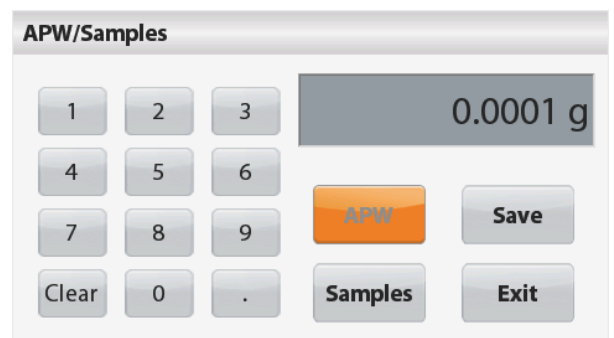 APW/Samples
1 2 3
0.0001 g
4 5 6
APW Save
7 8 9
Clear 0 .
Samples Exit